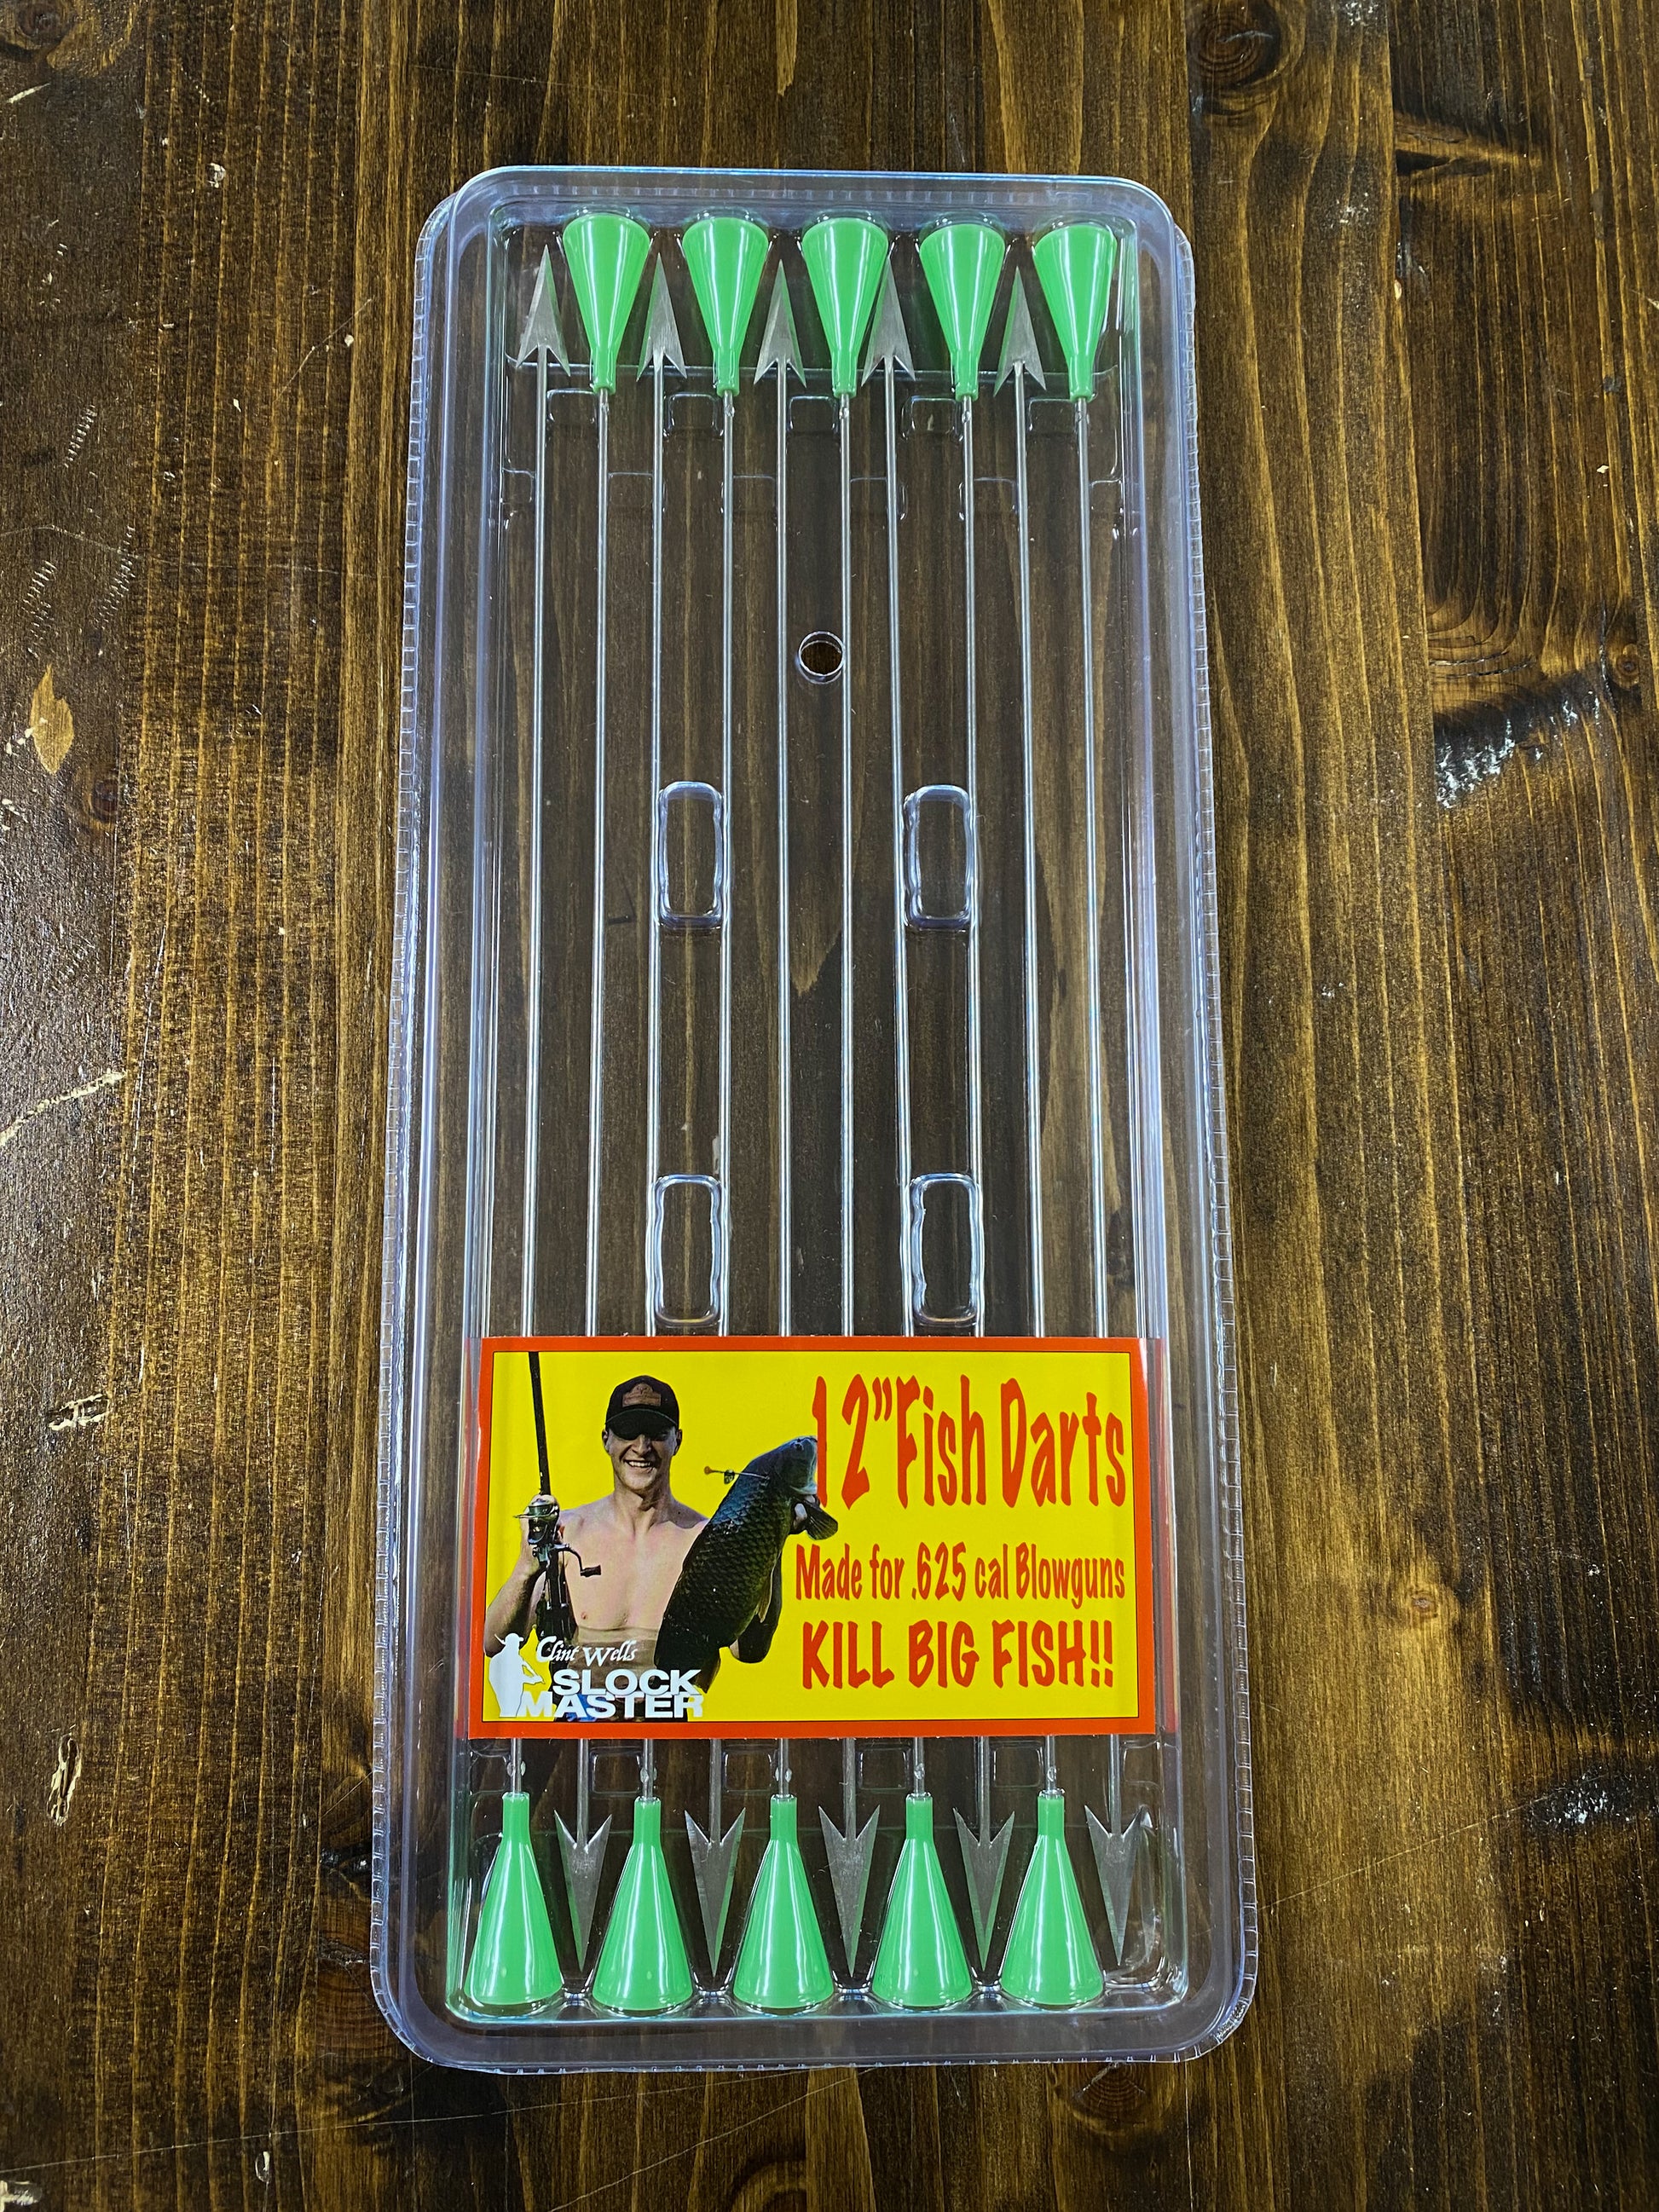 12" Fish Darts
Made for .625 cal Blowguns
KILL BIG FISH!!
Clint Wells
SLOCK
MASTER